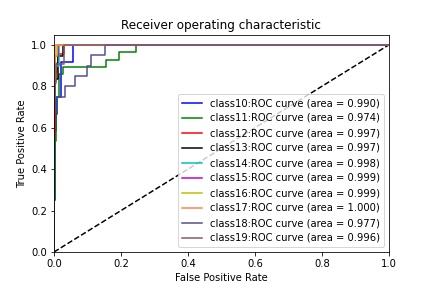 Receiver operating characteristic
True Positive Rate
1.0
0.8
0.6
0.4
0.2
0.0
class10:ROC curve (area = 0.990)
class11:ROC curve (area = 0.974)
class12:ROC curve (area = 0.997)
class13:ROC curve (area = 0.997)
class14:ROC curve (area = 0.998)
class15:ROC curve (area = 0.999)
class16:ROC curve (area = 0.999)
class17:ROC curve (area = 1.000)
class18:ROC curve (area = 0.977)
class19:ROC curve (area = 0.996)
0.0 0.2 0.4 0.6 0.8 1.0
False Positive Rate